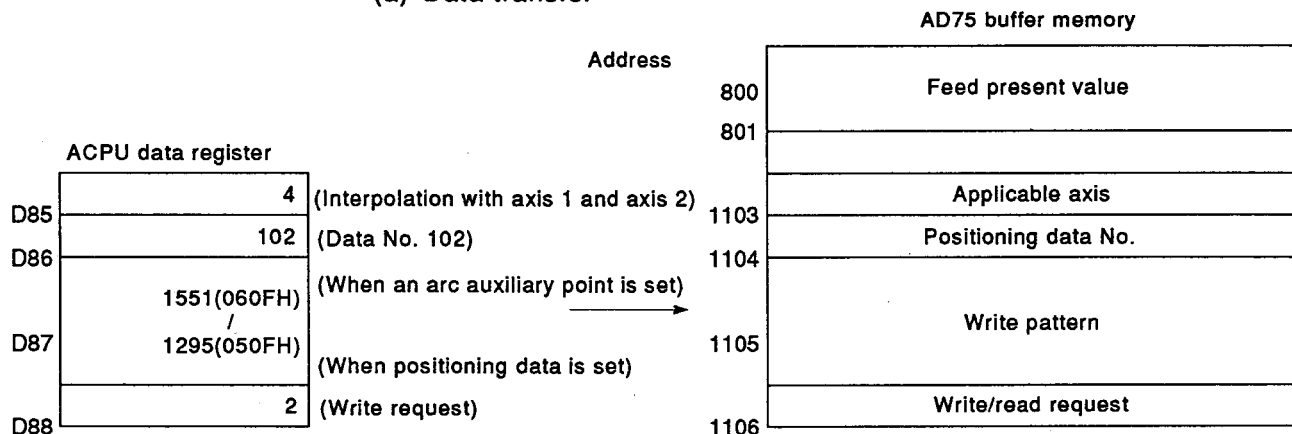 (a) Data transfer
AD75 buffer memory
Address
800 Feed present value
801
ACPU data register
4 (Interpolation with axis 1 and axis 2) Applicable axis
D85 1103
102 (Data No. 102) Positioning data No.
D86 1104
1551(060FH) (When an arc auxiliary point is set)
/ Write pattern
D87 1295(050FH) 1105
(When positioning data is set)
2 (Write request) Write/read request
D88 1106